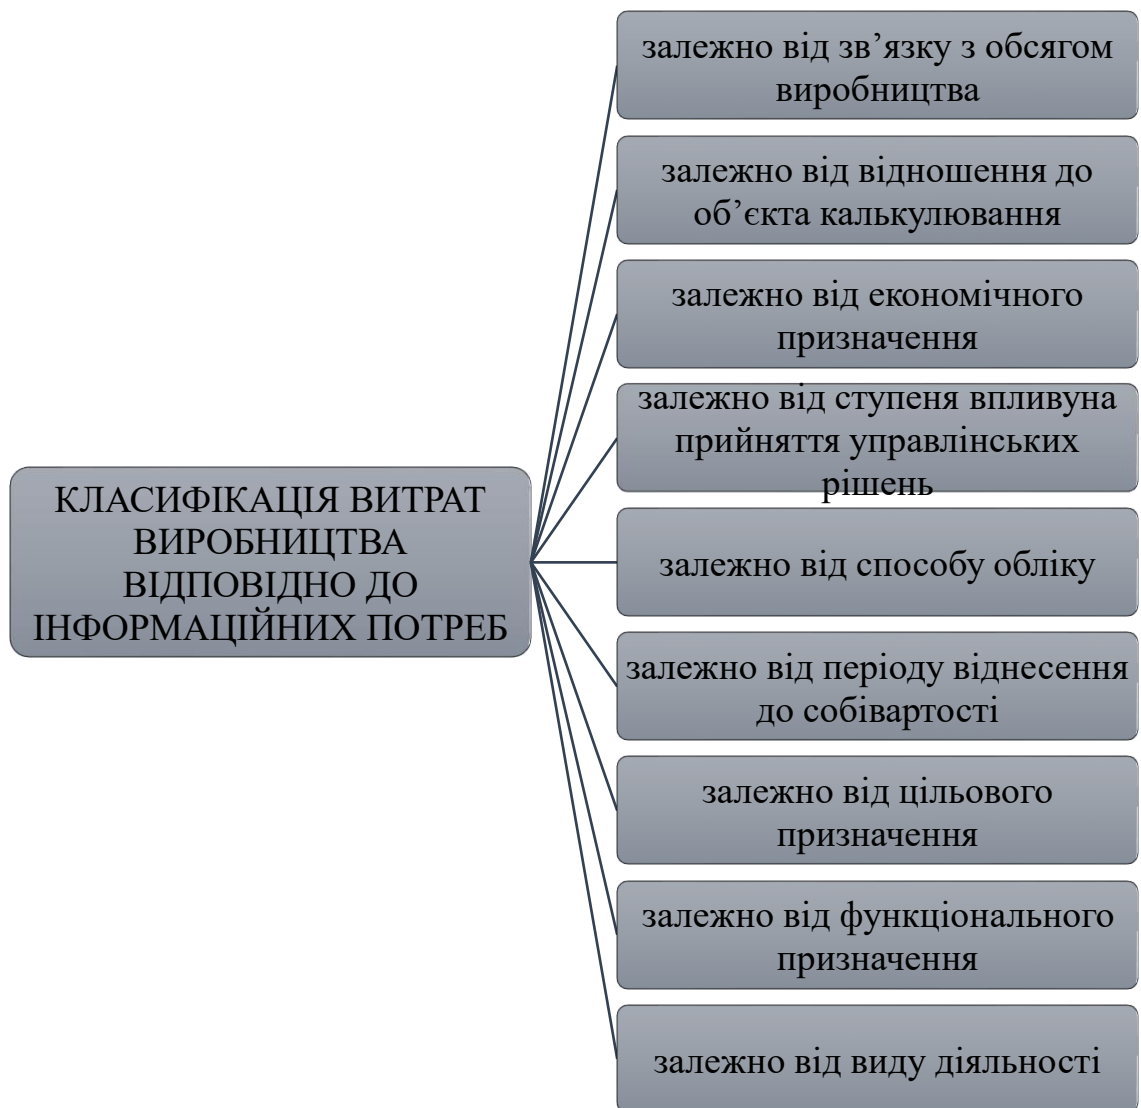 КЛАСИФІКАЦІЯ ВИТРАТ
ВИРОБНИЦТВА
ВІДПОВІДНО ДО
ІНФОРМАЦІЙНИХ ПОТРЕБ
залежно від зв’язку з обсягом
виробництва
залежно від відношення до
об’єкта калькулювання
залежно від економічного
призначення
залежно від ступеня впливуна
прийняття управлінських
рішень
залежно від способу обліку
залежно від періоду віднесення
до собівартості
залежно від цільового
призначення
залежно від функціонального
призначення
залежно від виду діяльності